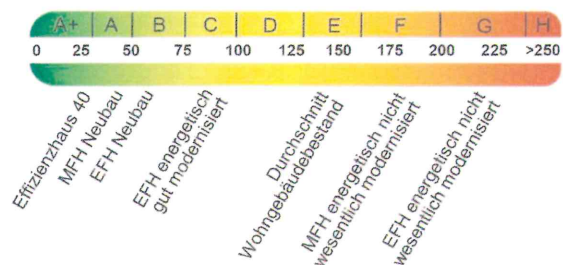 A+ A B C D E F G H
0 25 50 75 100 125 150 175 200 225 >250
Effizienzhaus 40
MFH Neubau
EFH Neubau
EFH energetisch
gut modernisiert
Durchschnitt
Wohngebäudebestand
MFH energetisch nicht
wesentlich modernisiert
EFH energetisch nicht
wesentlich modernisiert